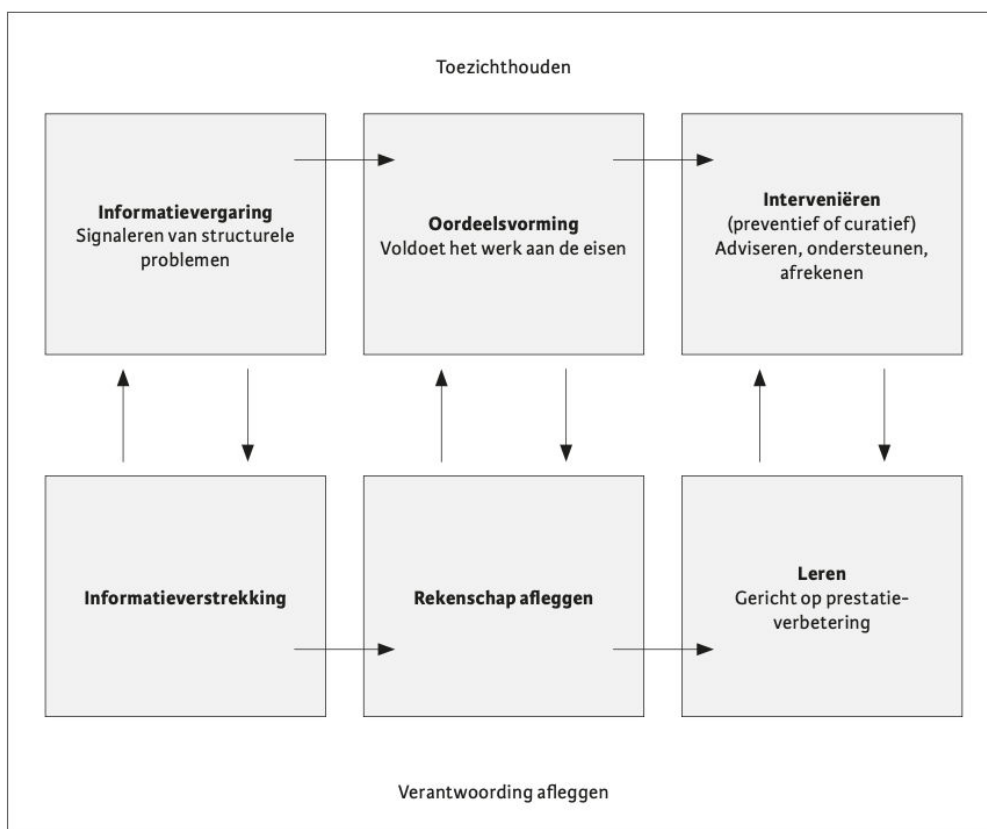 Toezichthouden
Informatievergaring
Signaleren van structurele
problemen
Oordeelsvorming
Voldoet het werk aan de eisen
Interveniëren
(preventief of curatief)
Adviseren, ondersteunen,
afrekenen
Informatieverstrekking
Rekenschap afleggen
Leren
Gericht op prestatie-
verbetering
Verantwoording afleggen